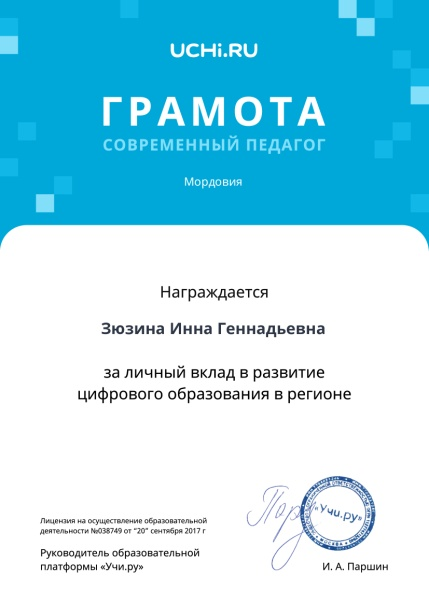 UCHi.RU
ГРАМОТА
СОВРЕМЕННЫЙ ПЕДАГОГ
Мордовия
Награждается
Зюзина Инна Геннадьевна
за личный вклад в развитие
цифрового образования в регионе
Лицензия на осуществление образовательной
деятельности №038749 от “20” сентября 2017 г
Руководитель образовательной
платформы «Учи.ру»
«Учи.ру»
И. А. Паршин